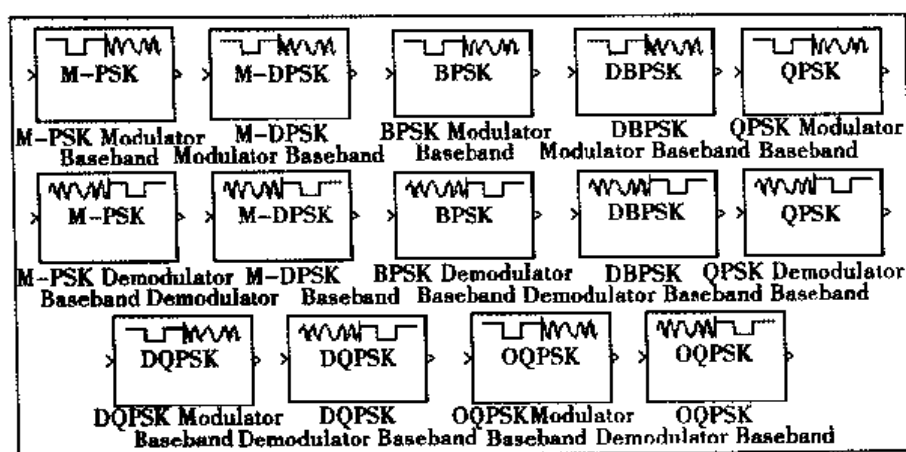 M-PSK M-DPSK BPSK DBPSK QPSK
M-PSK Modulator M-DPSK BPSK Modulator DBPSK QPSK Modulator
Baseband Modulator Baseband Baseband Modulator Baseband Baseband
M-PSK M-DPSK BPSK DBPSK QPSK
M-PSK Demodulator M-DPSK BPSK Demodulator DBPSK QPSK Demodulator
Baseband Demodulator Baseband Baseband Demodulator Baseband Baseband
DQPSK DQPSK OQPSK OQPSK
DQPSK Modulator DQPSK OQPSKModulator OQPSK
Baseband Demodulator Baseband Baseband Demodulator Baseband